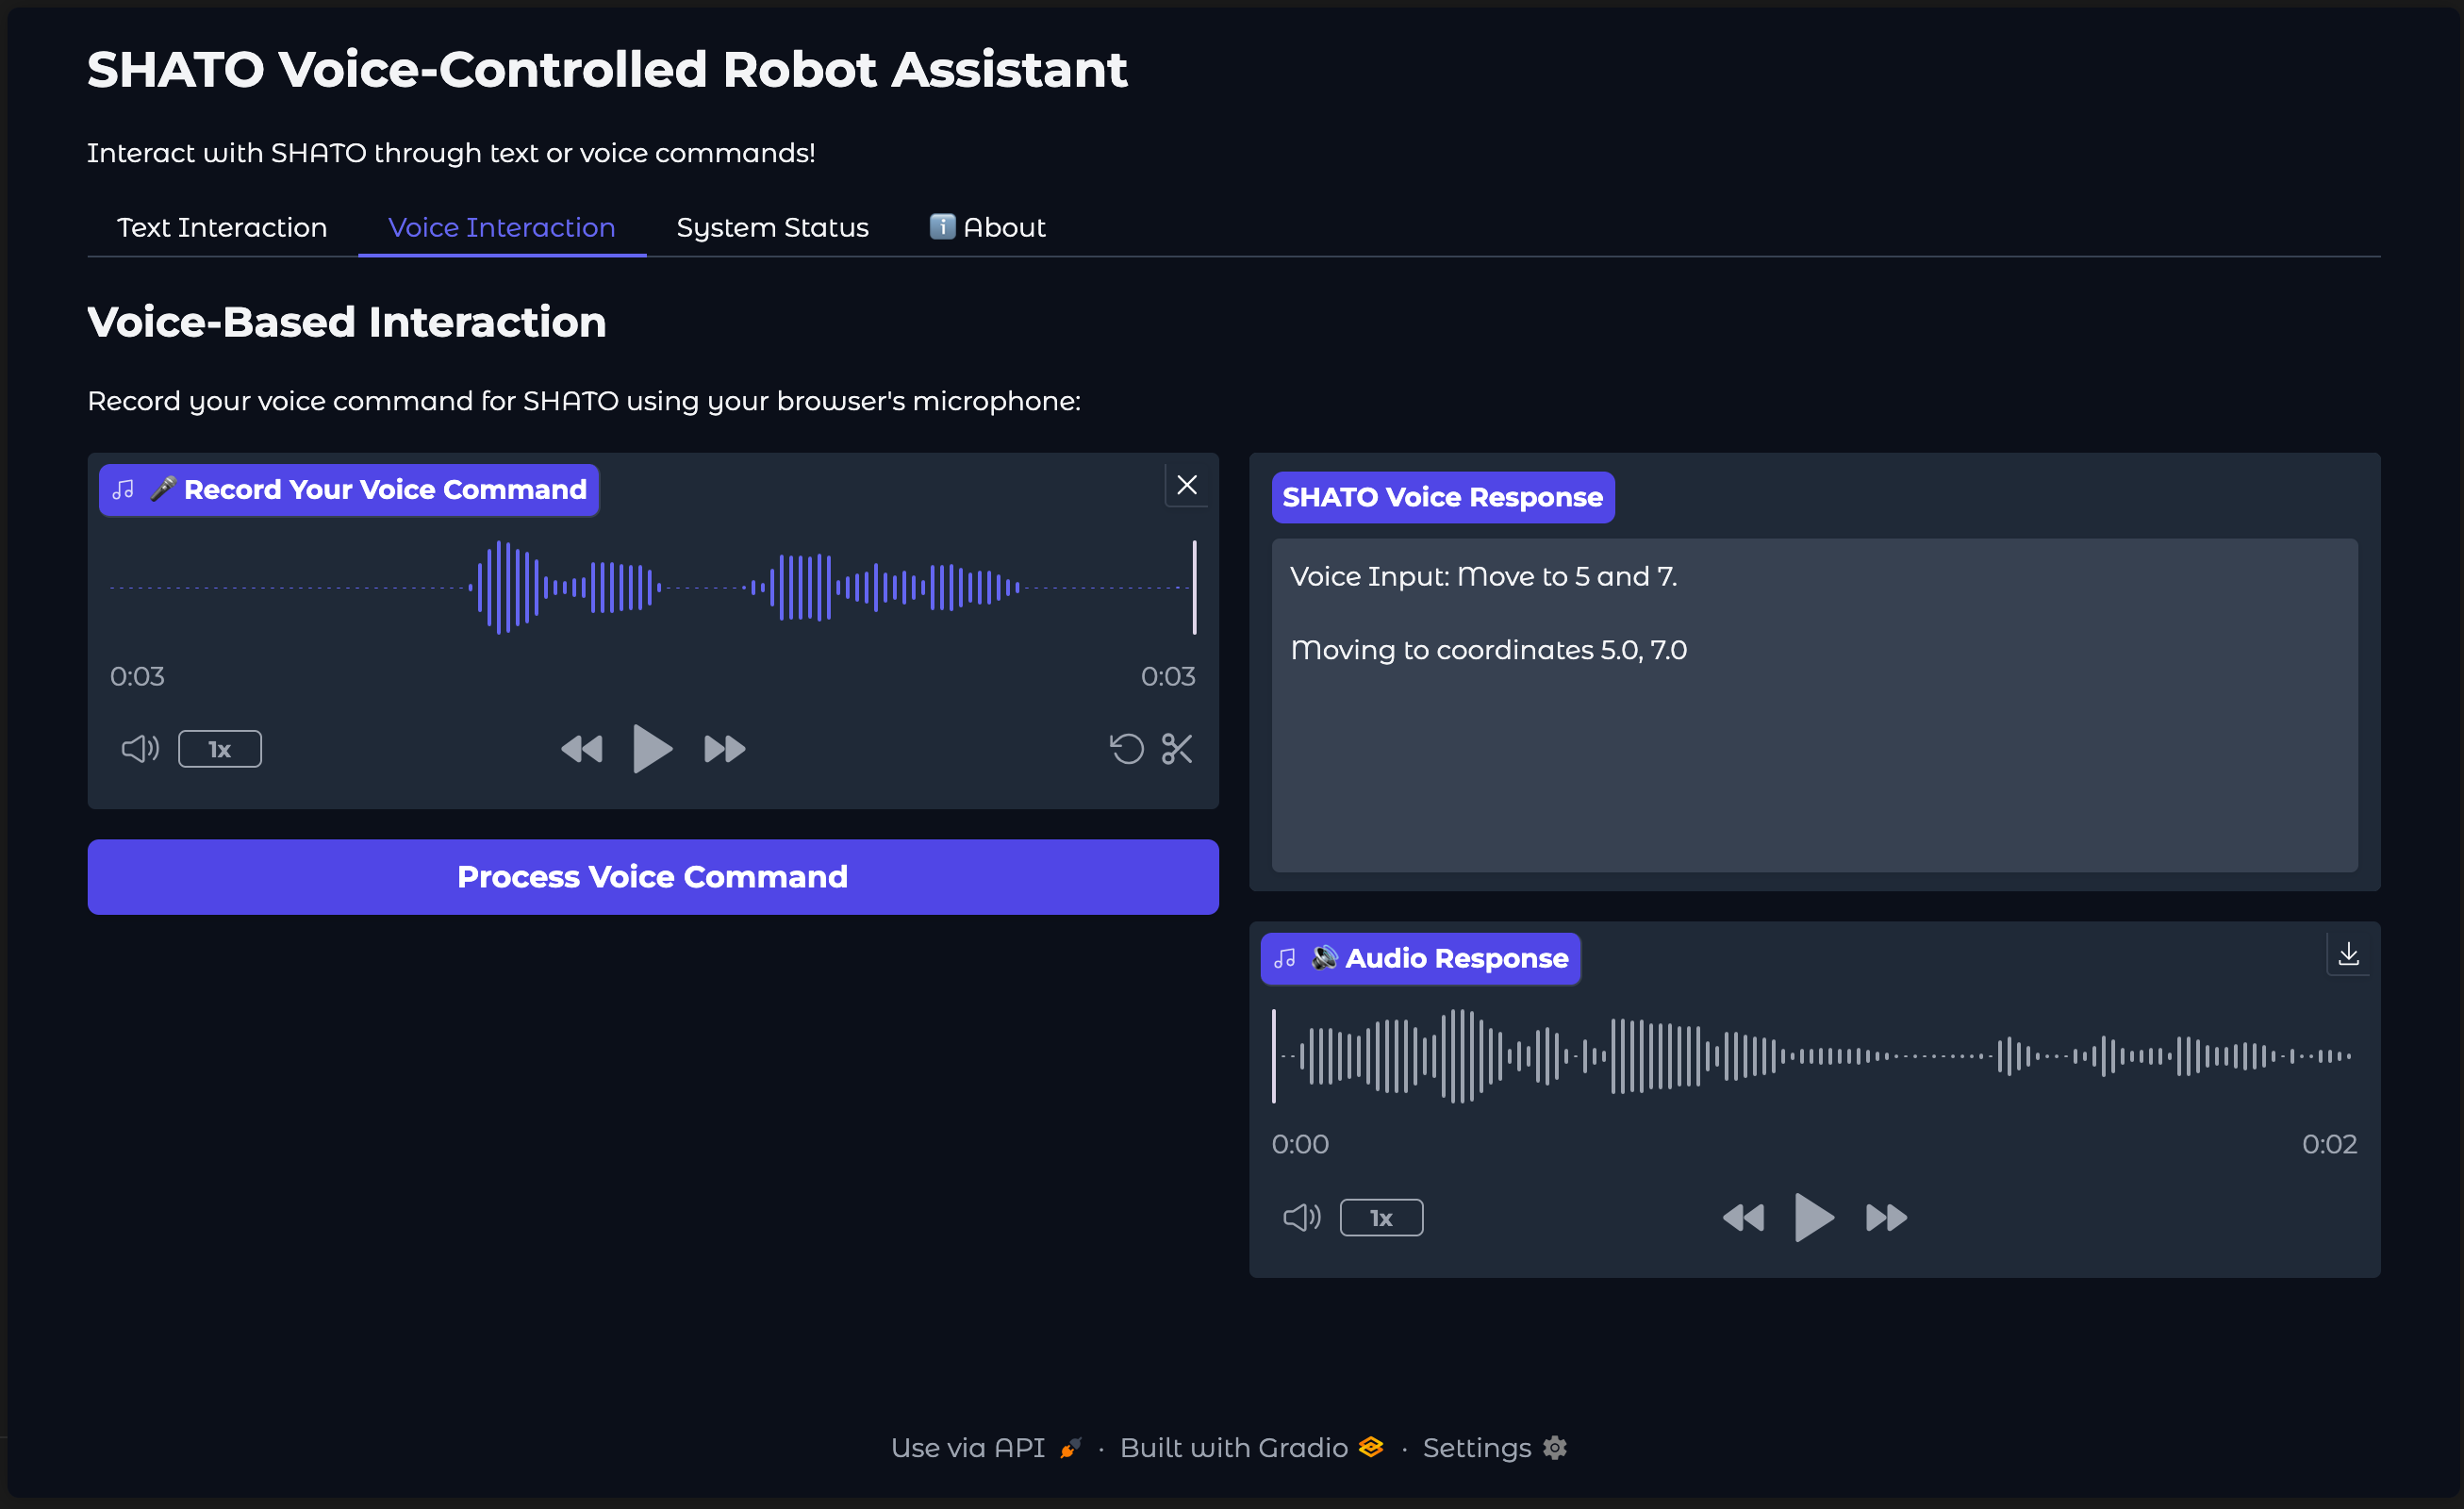 SHATO Voice-Controlled Robot Assistant
Interact with SHATO through text or voice commands!
Text Interaction
Voice Interaction
System Status
ℹ️ About
Voice-Based Interaction
Record your voice command for SHATO using your browser's microphone:
🎤 Record Your Voice Command
0:03
0:03
1x
Process Voice Command
SHATO Voice Response
Voice Input: Move to 5 and 7.
Moving to coordinates 5.0, 7.0
🔊 Audio Response
0:00
0:02
1x
Use via API · Built with Gradio · Settings